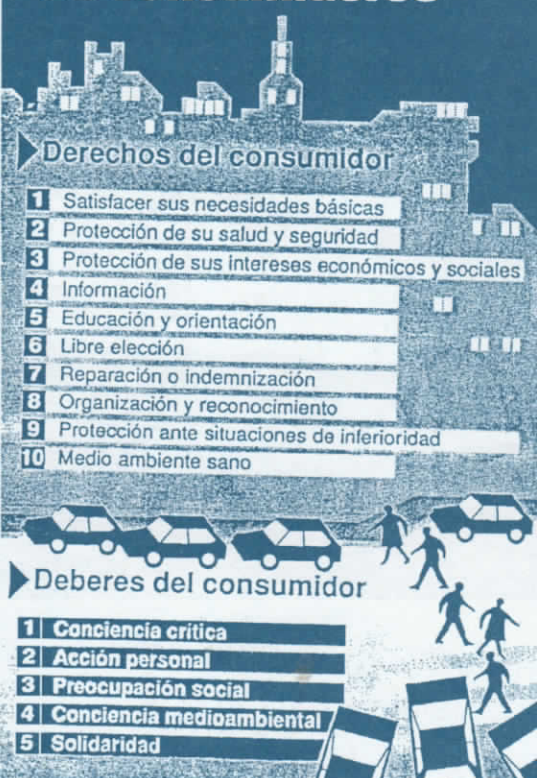 Derechos del consumidor
1 Satisfacer sus necesidades básicas
2 Protección de su salud y seguridad
3 Protección de sus intereses económicos y sociales
4 Información
5 Educación y orientación
6 Libre elección
7 Reparación o indemnización
8 Organización y reconocimiento
9 Protección ante situaciones de inferioridad
10 Medio ambiente sano
Deberes del consumidor
1 Conciencia crítica
2 Acción personal
3 Preocupación social
4 Conciencia medioambiental
5 Solidaridad